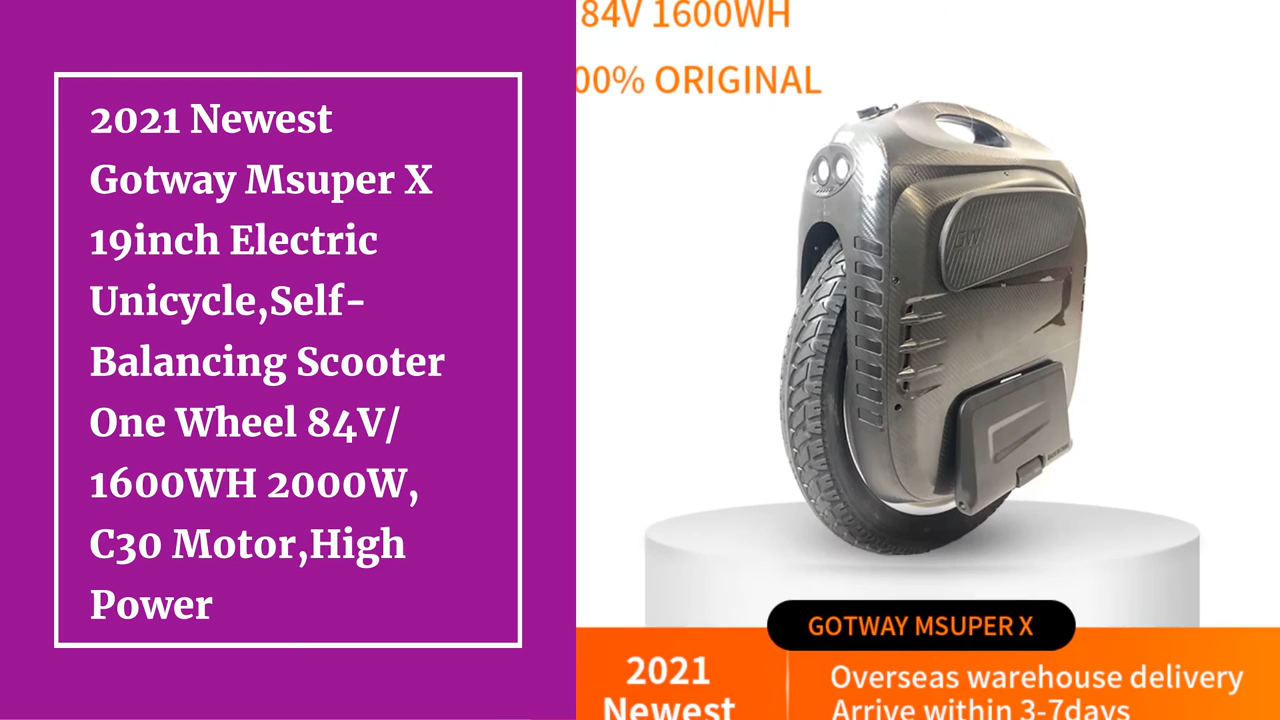 2021 Newest
Gotway Msuper X
19inch Electric
Unicycle,Self-
Balancing Scooter
One Wheel 84V/
1600WH 2000W,
C30 Motor,High
Power
84V 1600WH
00% ORIGINAL
GW
GOTWAY MSUPER X
2021
Newest
Overseas warehouse delivery
Arrive within 3-7days